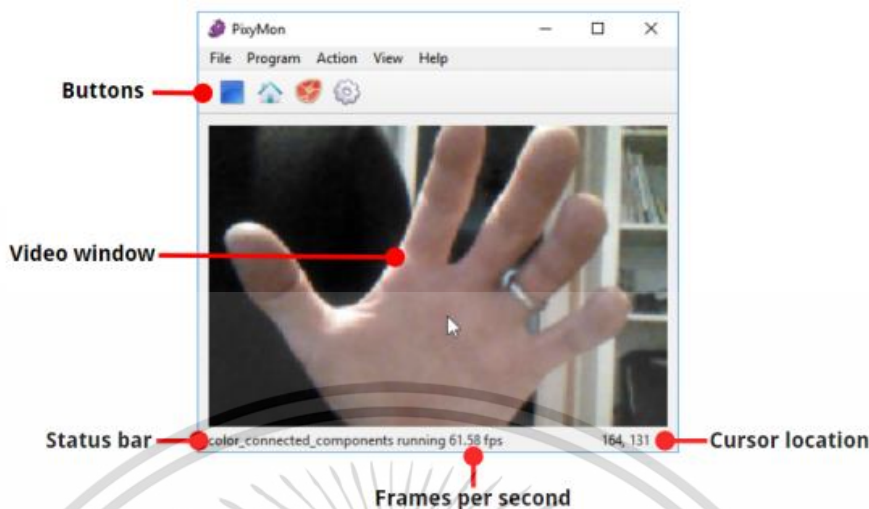 PixyMon
File Program Action View Help
Buttons
Video window
Status bar
color_connected_components running 61.58 fps
164, 131
Cursor location
Frames per second